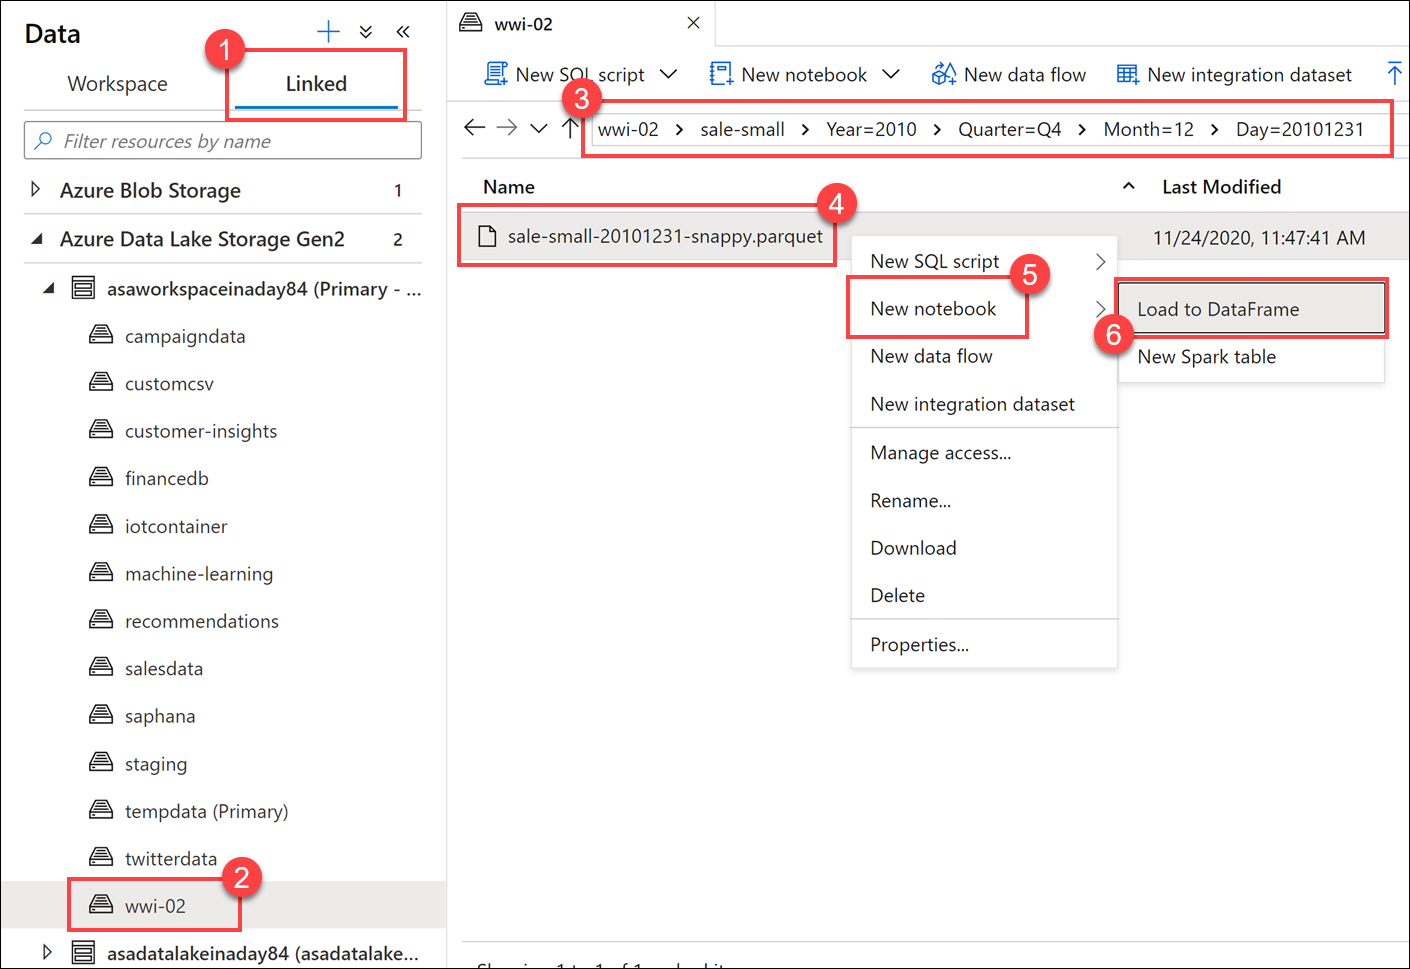 Data
1
Workspace
Linked
Filter resources by name
Azure Blob Storage 1
Azure Data Lake Storage Gen2 2
asaworkspaceinaday84 (Primary - ...
campaigndata
customcsv
customer-insights
financedb
iotcontainer
machine-learning
recommendations
salesdata
saphana
staging
tempdata (Primary)
twitterdata
2
wwi-02
asadatalakeinaday84 (asadatalake...
wwi-02
New SQL script
New notebook
New data flow
New integration dataset
3
wwi-02 > sale-small > Year=2010 > Quarter=Q4 > Month=12 > Day=20101231
Name
Last Modified
4
sale-small-20101231-snappy.parquet
11/24/2020, 11:47:41 AM
New SQL script
5
New notebook
New data flow
New integration dataset
Manage access...
Rename...
Download
Delete
Properties...
Load to DataFrame
6
New Spark table